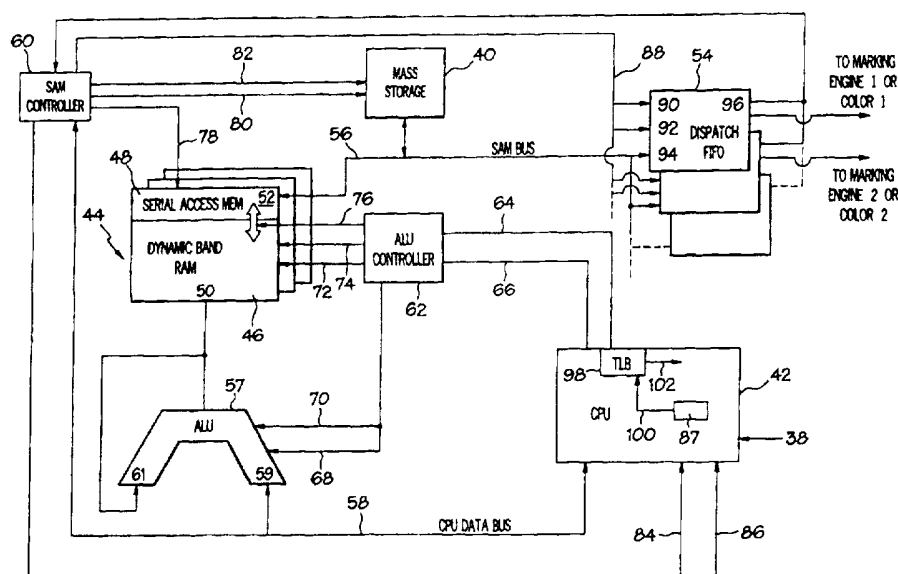 60
SAM
CONTROLLER
82
80
78
MASS
STORAGE
40
88
54
90
96
92
DISPATCH
FIFO
94
TO MARKING
ENGINE 1 OR
COLOR 1
TO MARKING
ENGINE 2 OR
COLOR 2
56
SAM BUS
48
SERIAL ACCESS MEM
52
76
44
DYNAMIC BAND
RAM
74
72
50
46
ALU
CONTROLLER
62
64
66
98
TLB
102
42
CPU
100
87
38
57
ALU
70
68
61
59
58
CPU DATA BUS
84
86